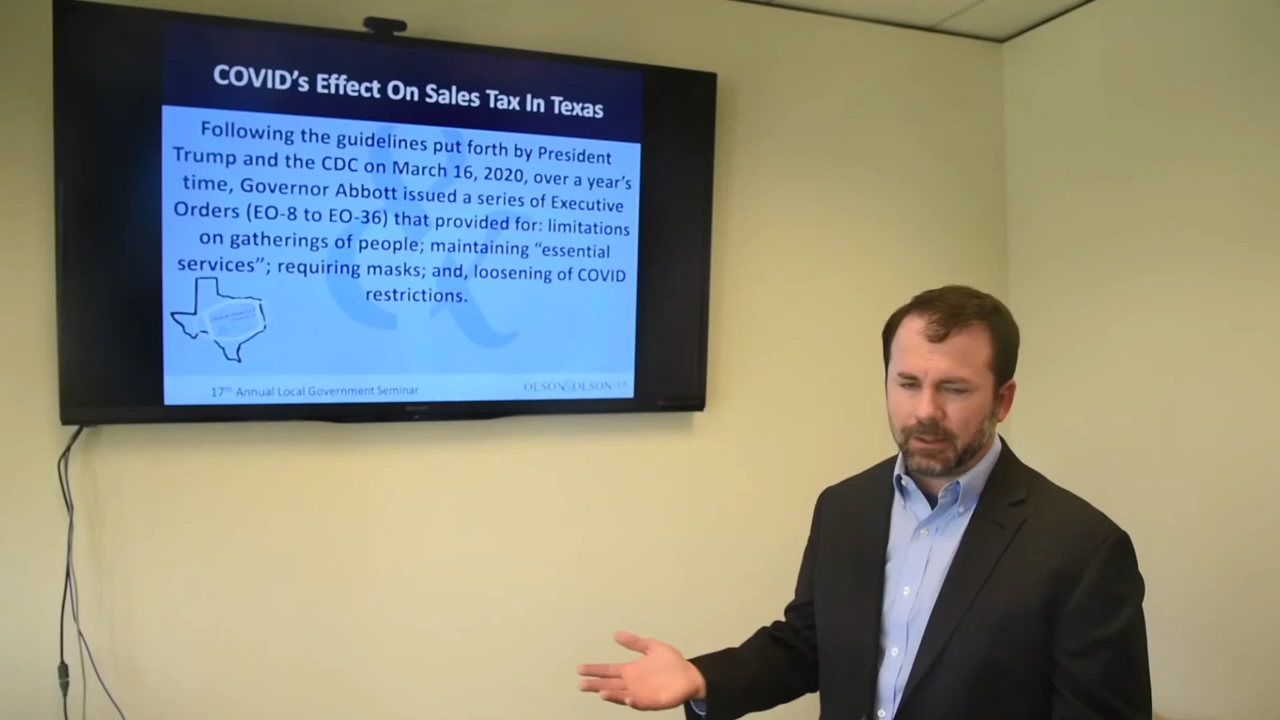 COVID's Effect On Sales Tax In Texas
Following the guidelines put forth by President
Trump and the CDC on March 16, 2020, over a year's
time, Governor Abbott issued a series of Executive
Orders (EO-8 to EO-36) that provided for: limitations
on gatherings of people; maintaining "essential
services"; requiring masks; and, loosening of COVID
restrictions.
17th Annual Local Government Seminar
OLSON & OLSON